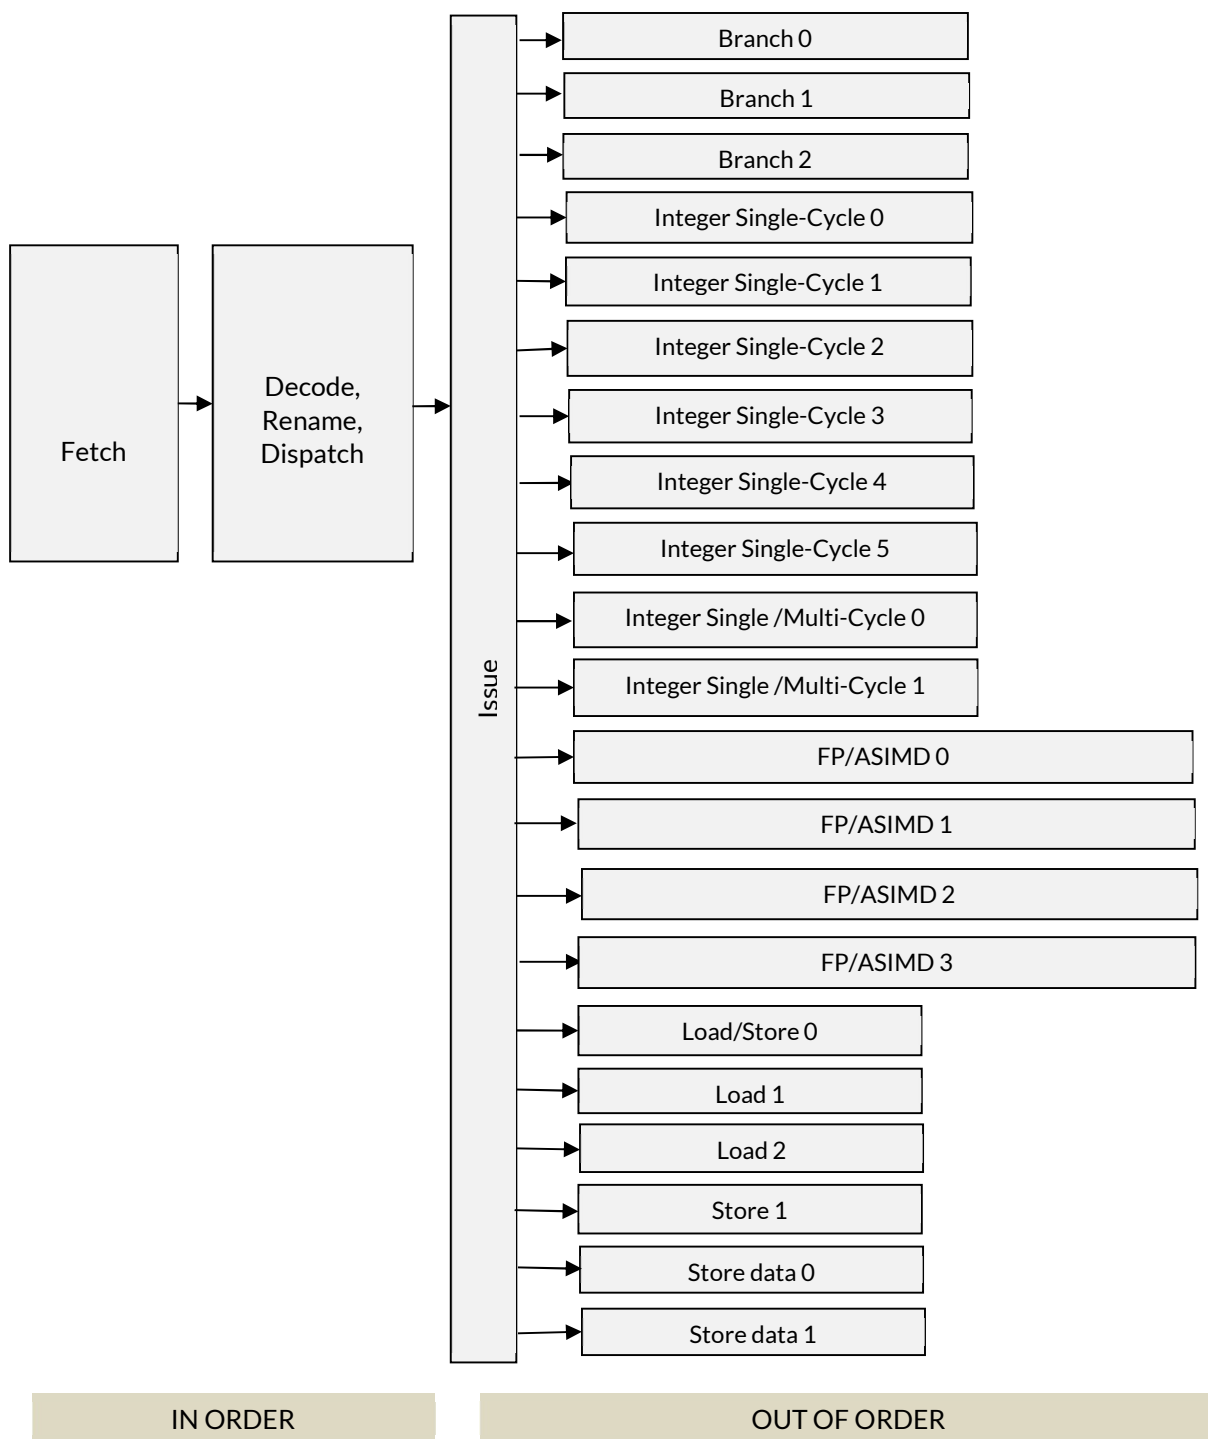 Fetch
Decode,
Rename,
Dispatch
Issue
Branch 0
Branch 1
Branch 2
Integer Single-Cycle 0
Integer Single-Cycle 1
Integer Single-Cycle 2
Integer Single-Cycle 3
Integer Single-Cycle 4
Integer Single-Cycle 5
Integer Single /Multi-Cycle 0
Integer Single /Multi-Cycle 1
FP/ASIMD 0
FP/ASIMD 1
FP/ASIMD 2
FP/ASIMD 3
Load/Store 0
Load 1
Load 2
Store 1
Store data 0
Store data 1
IN ORDER
OUT OF ORDER